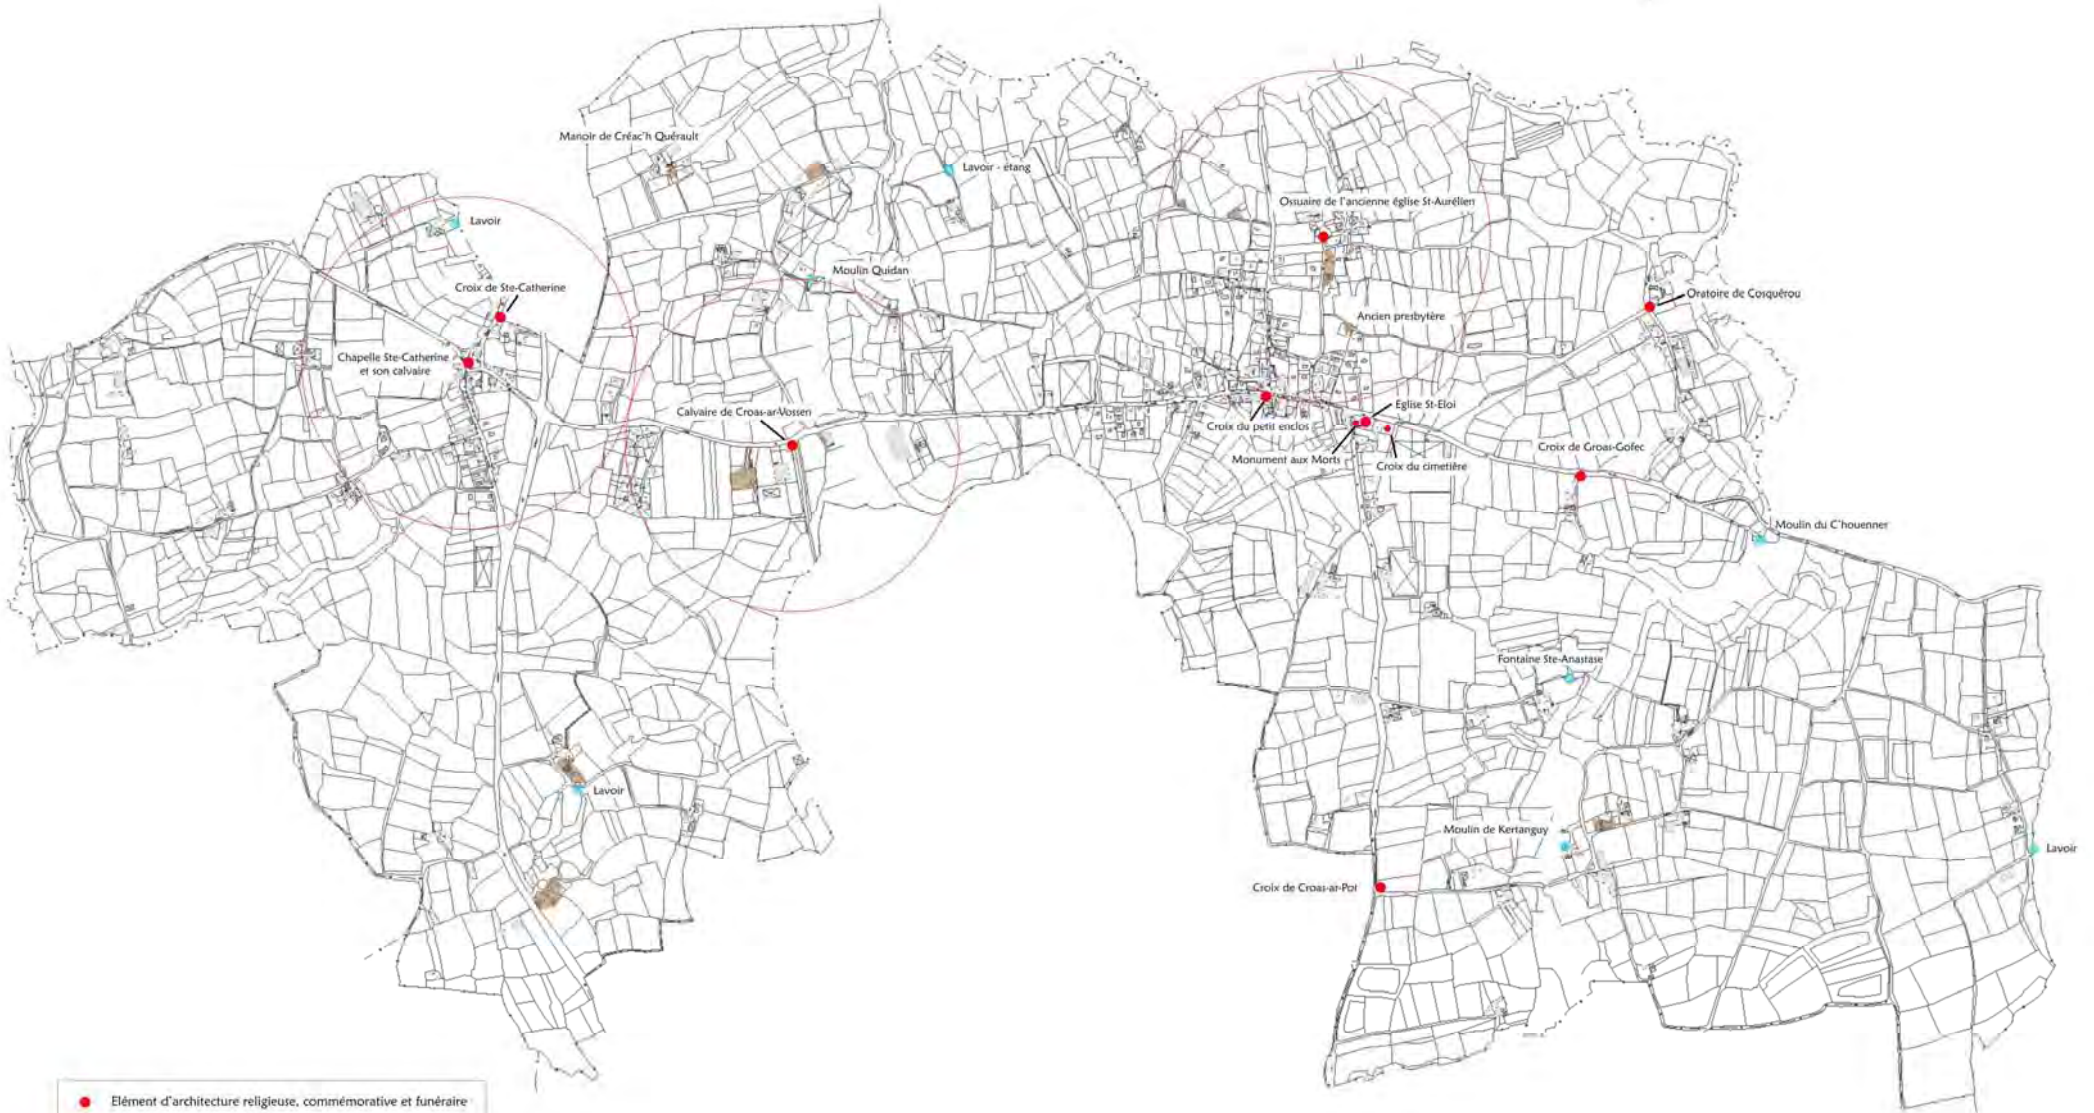 Manoir de Créac'h Quérault
Lavoir - étang
Ossuaire de l'ancienne église St-Aurélien
Lavoir
Moulin Quidan
Croix de Ste-Catherine
Oratoire de Cosquérou
Ancien presbytère
Chapelle Ste-Catherine
et son calvaire
Calvaire de Croas-ar-Vossen
Eglise St-Eloi
Croix du petit enclos
Croix de Groas-Gofec
Monument aux Morts
Croix du cimetière
Moulin du C'houenner
Fontaine Ste-Anastase
Lavoir
Moulin de Kertanguy
Lavoir
Croix de Croas-ar-Pot
Elément d'architecture religieuse, commémorative et funéraire